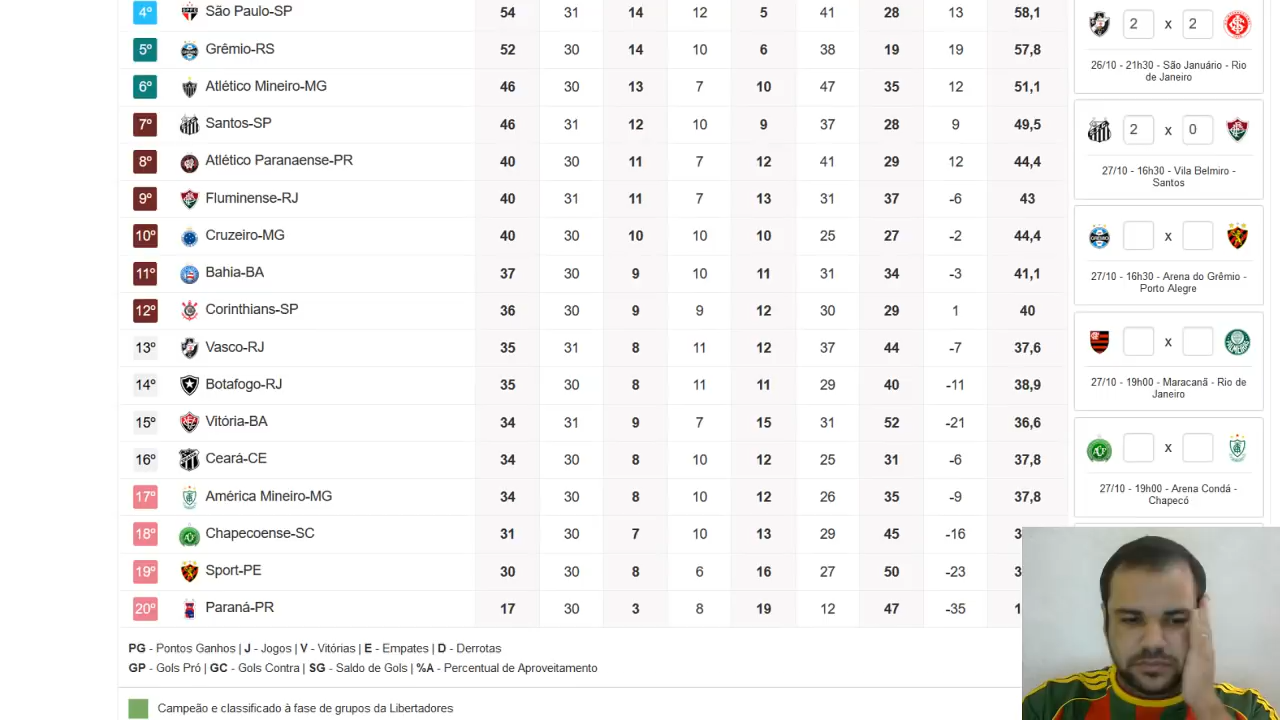 4º São Paulo-SP 54 31 14 12 5 41 28 13 58,1
5º Grêmio-RS 52 30 14 10 6 38 19 19 57,8
6º Atlético Mineiro-MG 46 30 13 7 10 47 35 12 51,1
7º Santos-SP 46 31 12 10 9 37 28 9 49,5
8º Atlético Paranaense-PR 40 30 11 7 12 41 29 12 44,4
9º Fluminense-RJ 40 31 11 7 13 31 37 -6 43
10º Cruzeiro-MG 40 30 10 10 10 25 27 -2 44,4
11º Bahia-BA 37 30 9 10 11 31 34 -3 41,1
12º Corinthians-SP 36 30 9 9 12 30 29 1 40
13º Vasco-RJ 35 31 8 11 12 37 44 -7 37,6
14º Botafogo-RJ 35 30 8 11 11 29 40 -11 38,9
15º Vitória-BA 34 31 9 7 15 31 52 -21 36,6
16º Ceará-CE 34 30 8 10 12 25 31 -6 37,8
17º América Mineiro-MG 34 30 8 10 12 26 35 -9 37,8
18º Chapecoense-SC 31 30 7 10 13 29 45 -16
19º Sport-PE 30 30 8 6 16 27 50 -23
20º Paraná-PR 17 30 3 8 19 12 47 -35
PG - Pontos Ganhos | J - Jogos | V - Vitórias | E - Empates | D - Derrotas
GP - Gols Pró | GC - Gols Contra | SG - Saldo de Gols | %A - Percentual de Aproveitamento
Campeão e classificado à fase de grupos da Libertadores
2 x 2
26/10 - 21h30 - São Januário - Rio
de Janeiro
2 x 0
27/10 - 16h30 - Vila Belmiro -
Santos
x
27/10 - 16h30 - Arena do Grêmio -
Porto Alegre
x
27/10 - 19h00 - Maracanã - Rio de
Janeiro
x
27/10 - 19h00 - Arena Condá -
Chapecó